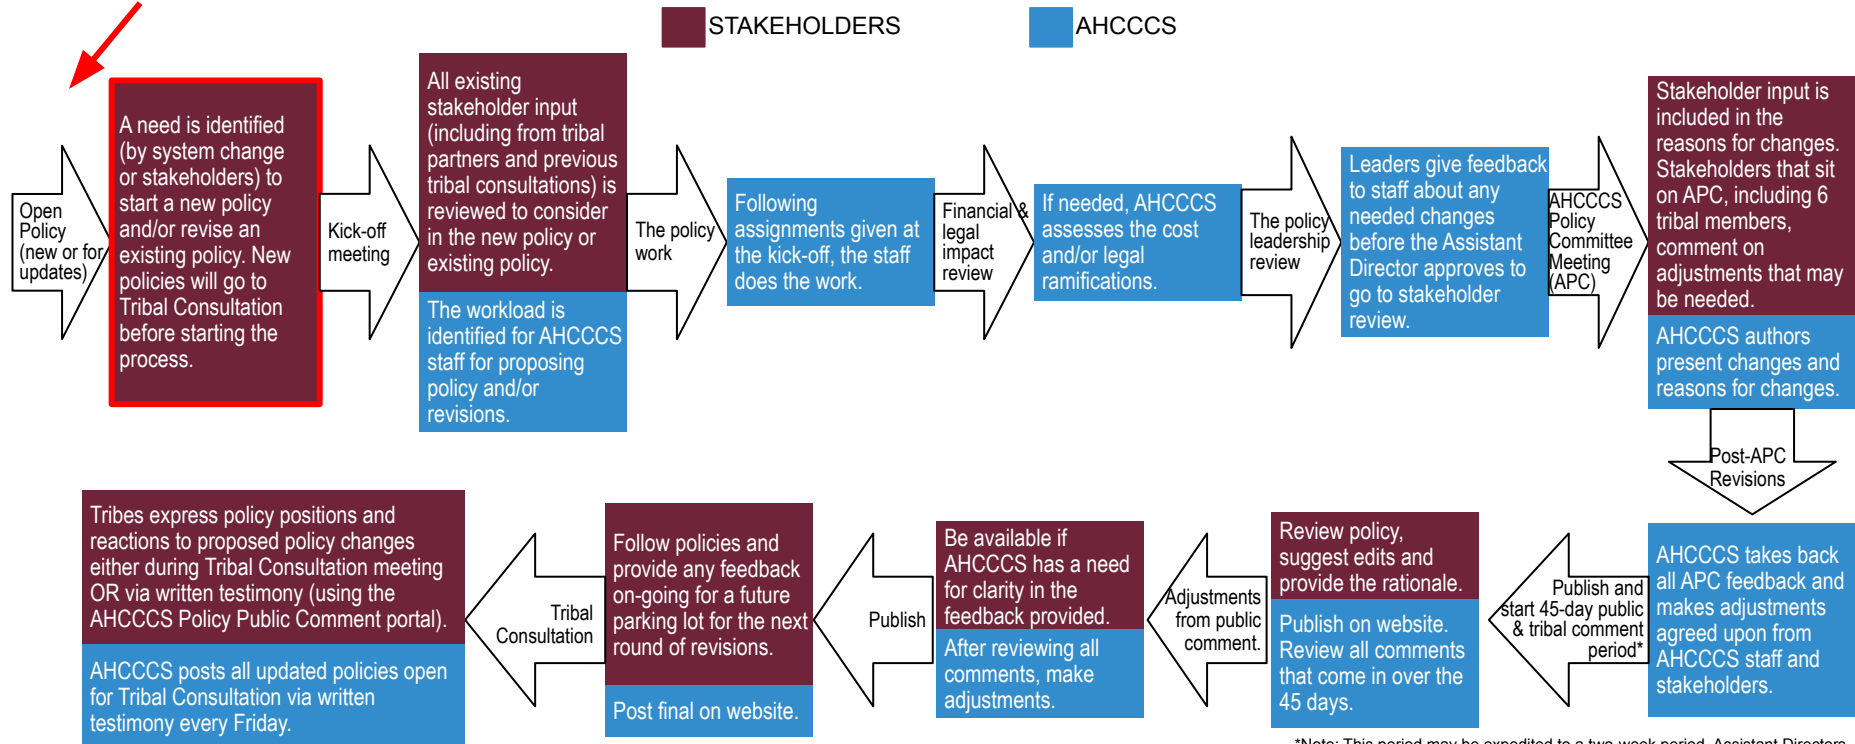 STAKEHOLDERS
AHCCCS
Open
Policy
(new or for
updates)
A need is identified
(by system change
or stakeholders) to
start a new policy
and/or revise an
existing policy. New
policies will go to
Tribal Consultation
before starting the
process.
Kick-off
meeting
All existing
stakeholder input
(including from tribal
partners and previous
tribal consultations) is
reviewed to consider
in the new policy or
existing policy.
The workload is
identified for AHCCCS
staff for proposing
policy and/or
revisions.
The policy
work
Following
assignments given at
the kick-off, the staff
does the work.
Financial &
legal
impact
review
If needed, AHCCCS
assesses the cost
and/or legal
ramifications.
The policy
leadership
review
Leaders give feedback
to staff about any
needed changes
before the Assistant
Director approves to
go to stakeholder
review.
AHCCCS
Policy
Committee
Meeting
(APC)
Stakeholder input is
included in the
reasons for changes.
Stakeholders that sit
on APC, including 6
tribal members,
comment on
adjustments that may
be needed.
AHCCCS authors
present changes and
reasons for changes.
Post-APC
Revisions
AHCCCS takes back
all APC feedback and
makes adjustments
agreed upon from
AHCCCS staff and
stakeholders.
Publish and
start 45-day public
& tribal comment
period*
Review policy,
suggest edits and
provide the rationale.
Publish on website.
Review all comments
that come in over the
45 days.
Adjustments
from public
comment.
Be available if
AHCCCS has a need
for clarity in the
feedback provided.
After reviewing all
comments, make
adjustments.
Publish
Follow policies and
provide any feedback
on-going for a future
parking lot for the next
round of revisions.
Post final on website.
Tribal
Consultation
Tribes express policy positions and
reactions to proposed policy changes
either during Tribal Consultation meeting
OR via written testimony (using the
AHCCCS Policy Public Comment portal).
AHCCCS posts all updated policies open
for Tribal Consultation via written
testimony every Friday.
*Note: This period may be expedited to a two-week period. Assistant Directors